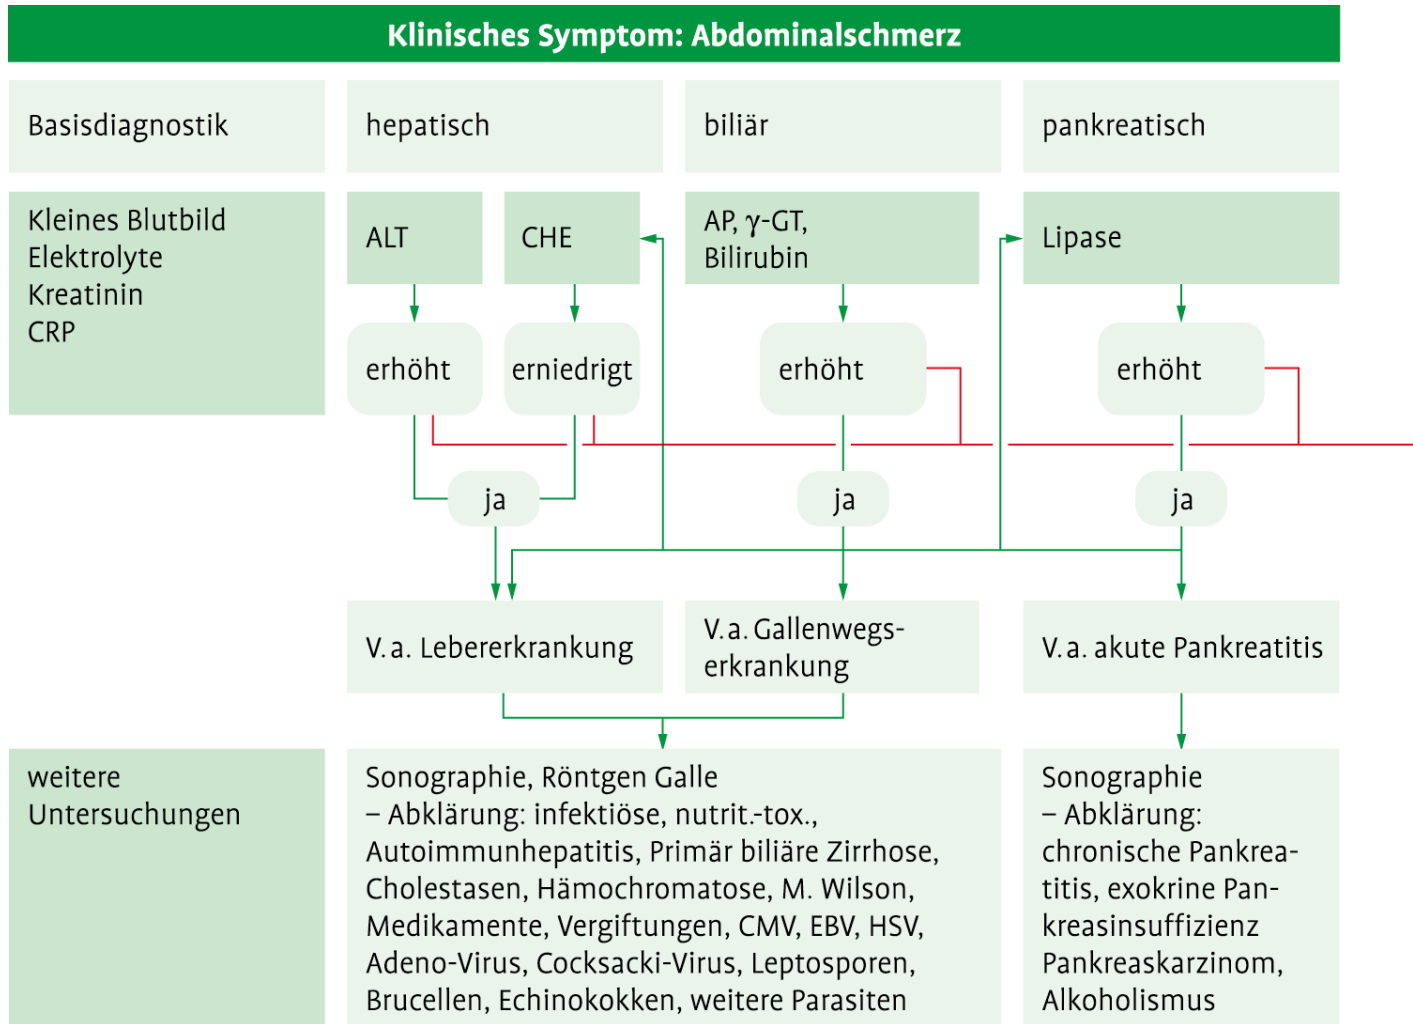 Klinisches Symptom: Abdominalschmerz
Basisdiagnostik
hepatisch
biliär
pankreatisch
Kleines Blutbild
Elektrolyte
Kreatinin
CRP
ALT
CHE
AP, γ-GT,
Bilirubin
Lipase
erhöht
erniedrigt
erhöht
erhöht
ja
ja
ja
V. a. Lebererkrankung
V. a. Gallenwegs-
erkrankung
V. a. akute Pankreatitis
weitere
Untersuchungen
Sonographie, Röntgen Galle
– Abklärung: infektiöse, nutrit.-tox.,
Autoimmunhepatitis, Primär biliäre Zirrhose,
Cholestasen, Hämochromatose, M. Wilson,
Medikamente, Vergiftungen, CMV, EBV, HSV,
Adeno-Virus, Cocksacki-Virus, Leptosporen,
Brucellen, Echinokokken, weitere Parasiten
Sonographie
– Abklärung:
chronische Pankrea-
titis, exokrine Pan-
kreasinsuffizienz
Pankreaskarzinom,
Alkoholismus